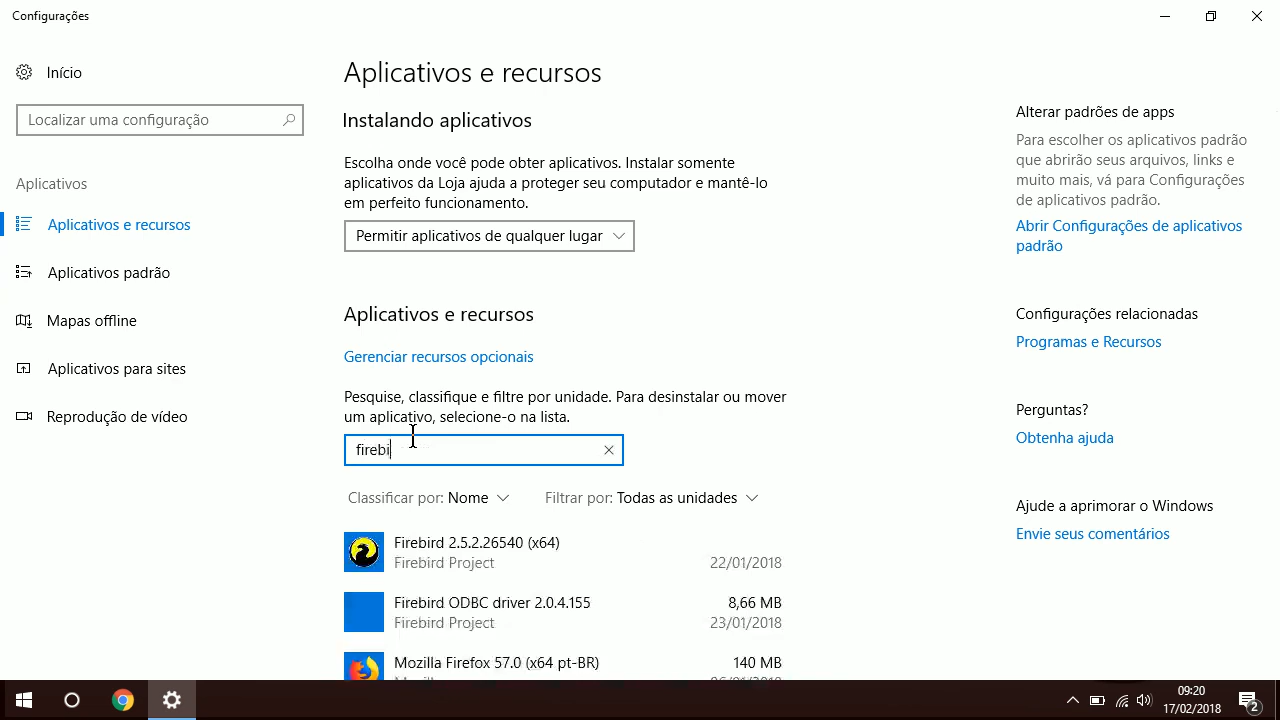 Configurações
Início
Localizar uma configuração
Aplicativos
Aplicativos e recursos
Aplicativos padrão
Mapas offline
Aplicativos para sites
Reprodução de vídeo
Aplicativos e recursos
Instalando aplicativos
Escolha onde você pode obter aplicativos. Instalar somente
aplicativos da Loja ajuda a proteger seu computador e mantê-lo
em perfeito funcionamento.
Permitir aplicativos de qualquer lugar
Aplicativos e recursos
Gerenciar recursos opcionais
Pesquise, classifique e filtre por unidade. Para desinstalar ou mover
um aplicativo, selecione-o na lista.
firebi
Classificar por: Nome Filtrar por: Todas as unidades
Firebird 2.5.2.26540 (x64)
Firebird Project 22/01/2018
Firebird ODBC driver 2.0.4.155 8,66 MB
Firebird Project 23/01/2018
Mozilla Firefox 57.0 (x64 pt-BR) 140 MB
Alterar padrões de apps
Para escolher os aplicativos padrão
que abrirão seus arquivos, links e
muito mais, vá para Configurações
de aplicativos padrão.
Abrir Configurações de aplicativos
padrão
Configurações relacionadas
Programas e Recursos
Perguntas?
Obtenha ajuda
Ajude a aprimorar o Windows
Envie seus comentários
09:20
17/02/2018
2